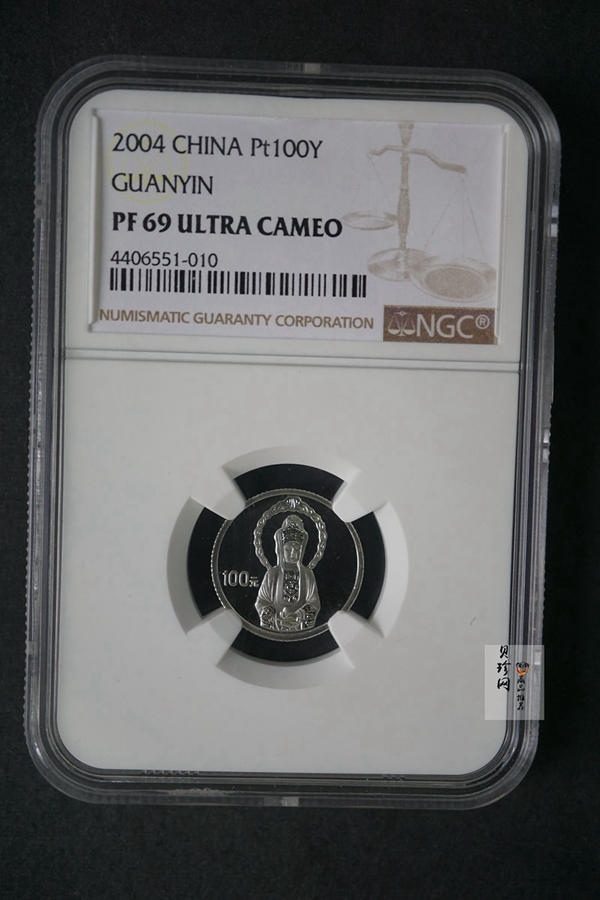 2004 CHINA Pt100Y
GUANYIN
PF 69 ULTRA CAMEO
4406551-010
NUMISMATIC GUARANTY CORPORATION
NGC®
100元
贝珍网